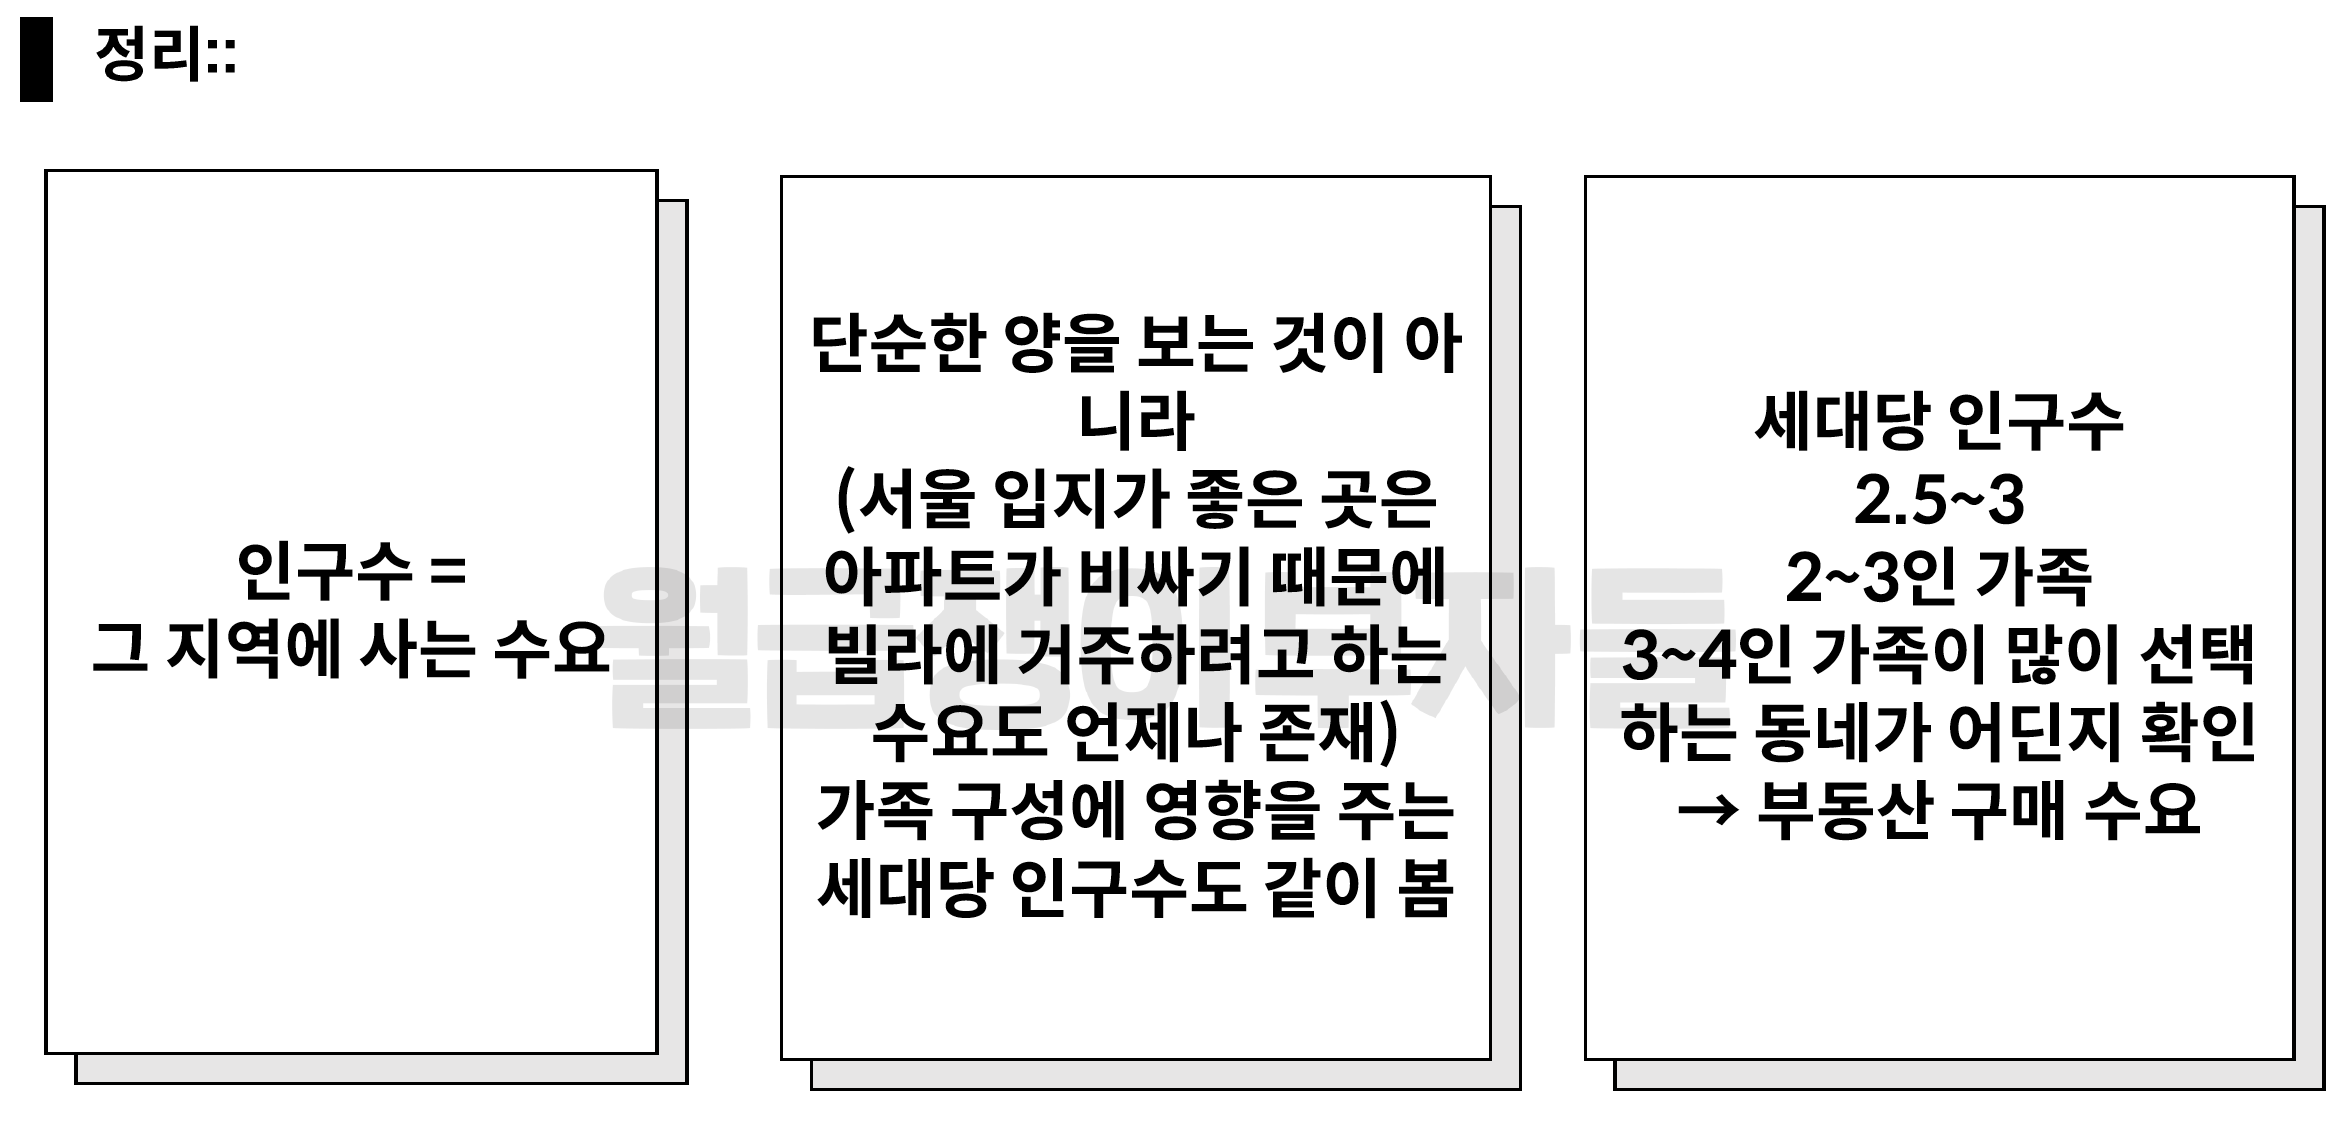 정리::
인구수 =
그 지역에 사는 수요
단순한 양을 보는 것이 아
니라
(서울 입지가 좋은 곳은
아파트가 비싸기 때문에
빌라에 거주하려고 하는
수요도 언제나 존재)
가족 구성에 영향을 주는
세대당 인구수도 같이 봄
세대당 인구수
2.5~3
2~3인 가족
3~4인 가족이 많이 선택
하는 동네가 어딘지 확인
→ 부동산 구매 수요
월급쟁이부자들